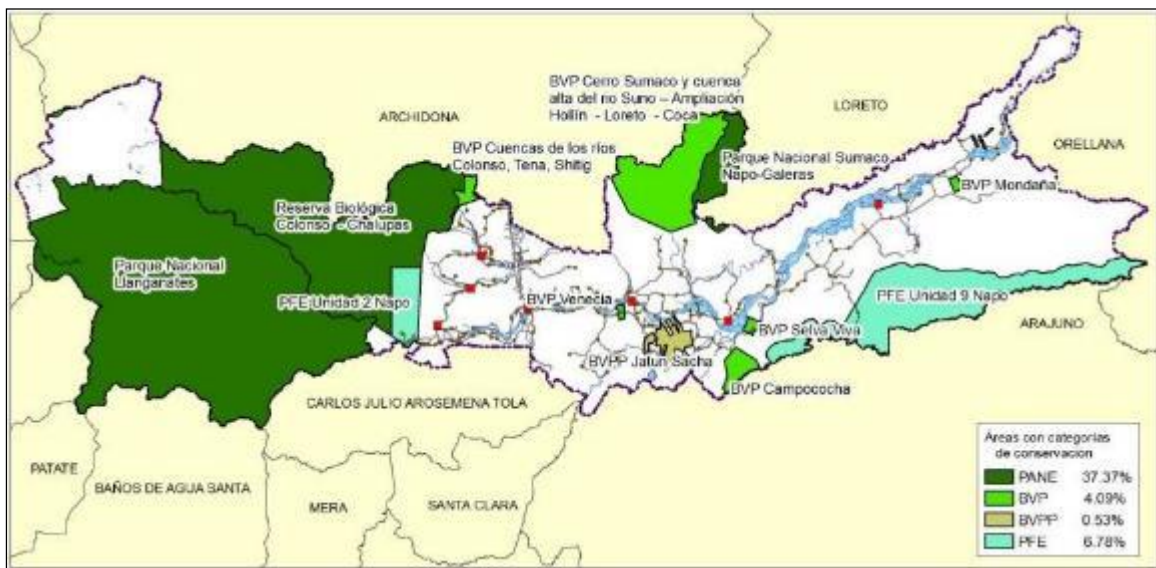 BVP Cerro Sumaco y cuenca
alta del rio Suno – Ampliación
Hollín - Loreto - Coca
LORETO
ARCHIDONA
ORELLANA
BVP Cuencas de los ríos
Colonso, Tena, Shitig
Parque Nacional Sumaco
Napo-Galeras
BVP Mondaña
Reserva Biológica
Colonso - Chalupas
Parque Nacional
Llanganates
PFE Unidad 2 Napo
BVP Venecia
PFE Unidad 9 Napo
ARAJUNO
BVP Selva Viva
BVPP Jatun Sacha
BVP Campococha
CARLOS JULIO AROSEMENA TOLA
PATATE
BAÑOS DE AGUA SANTA
MERA
SANTA CLARA
Áreas con categorías
de conservación
PANE 37.37%
BVP 4.09%
BVPP 0.53%
PFE 6.78%